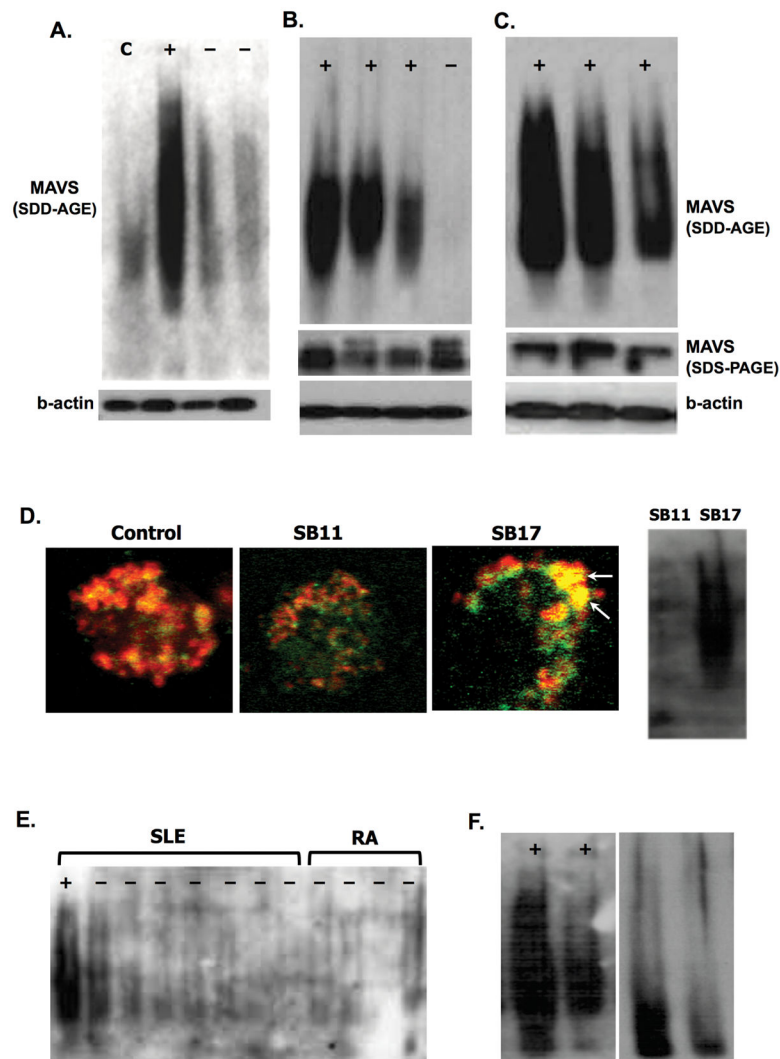 A.
C + – –
MAVS
(SDD-AGE)
b-actin
B.
+ + + –
C.
+ + +
MAVS
(SDD-AGE)
MAVS
(SDS-PAGE)
b-actin
D.
Control
SB11
SB17
SB11 SB17
E.
SLE
RA
+ – – – – – – – – – – –
F.
+ +